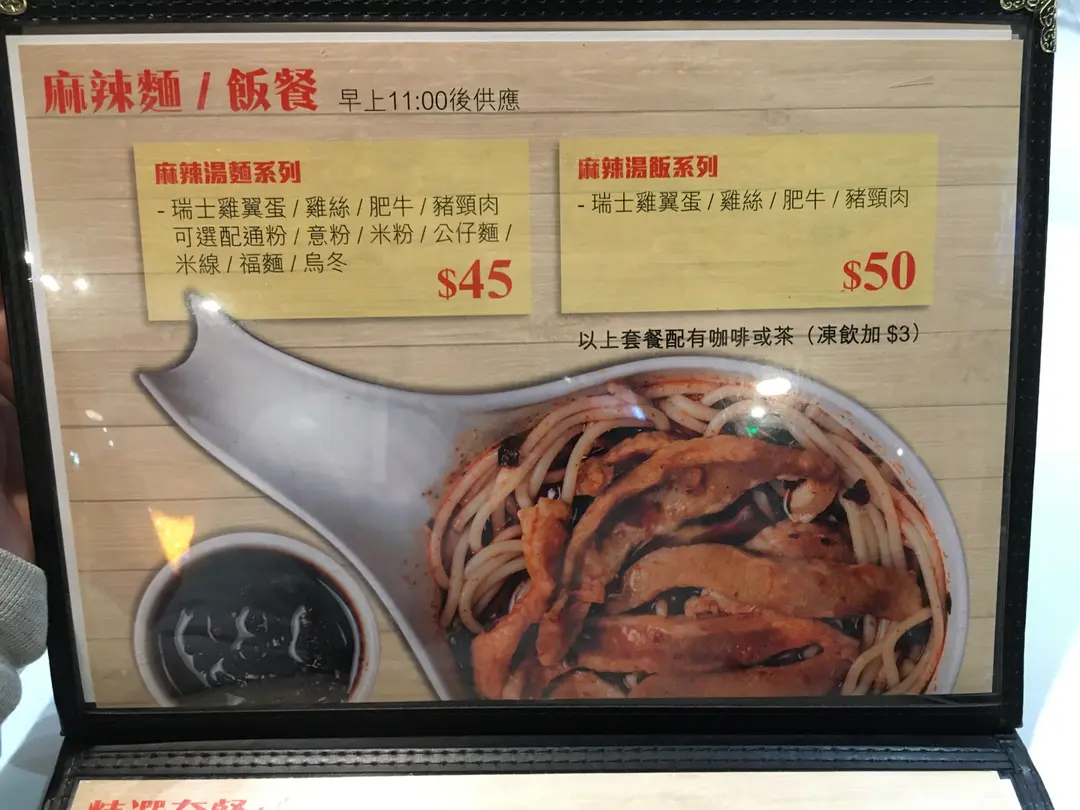 麻辣麵 / 飯餐 早上11:00後供應
麻辣湯麵系列
- 瑞士雞翼蛋 / 雞絲 / 肥牛 / 豬頸肉
可選配通粉 / 意粉 / 米粉 / 公仔麵 /
米線 / 福麵 / 烏冬
$45
麻辣湯飯系列
- 瑞士雞翼蛋 / 雞絲 / 肥牛 / 豬頸肉
$50
以上套餐配有咖啡或茶（凍飲加 $3）